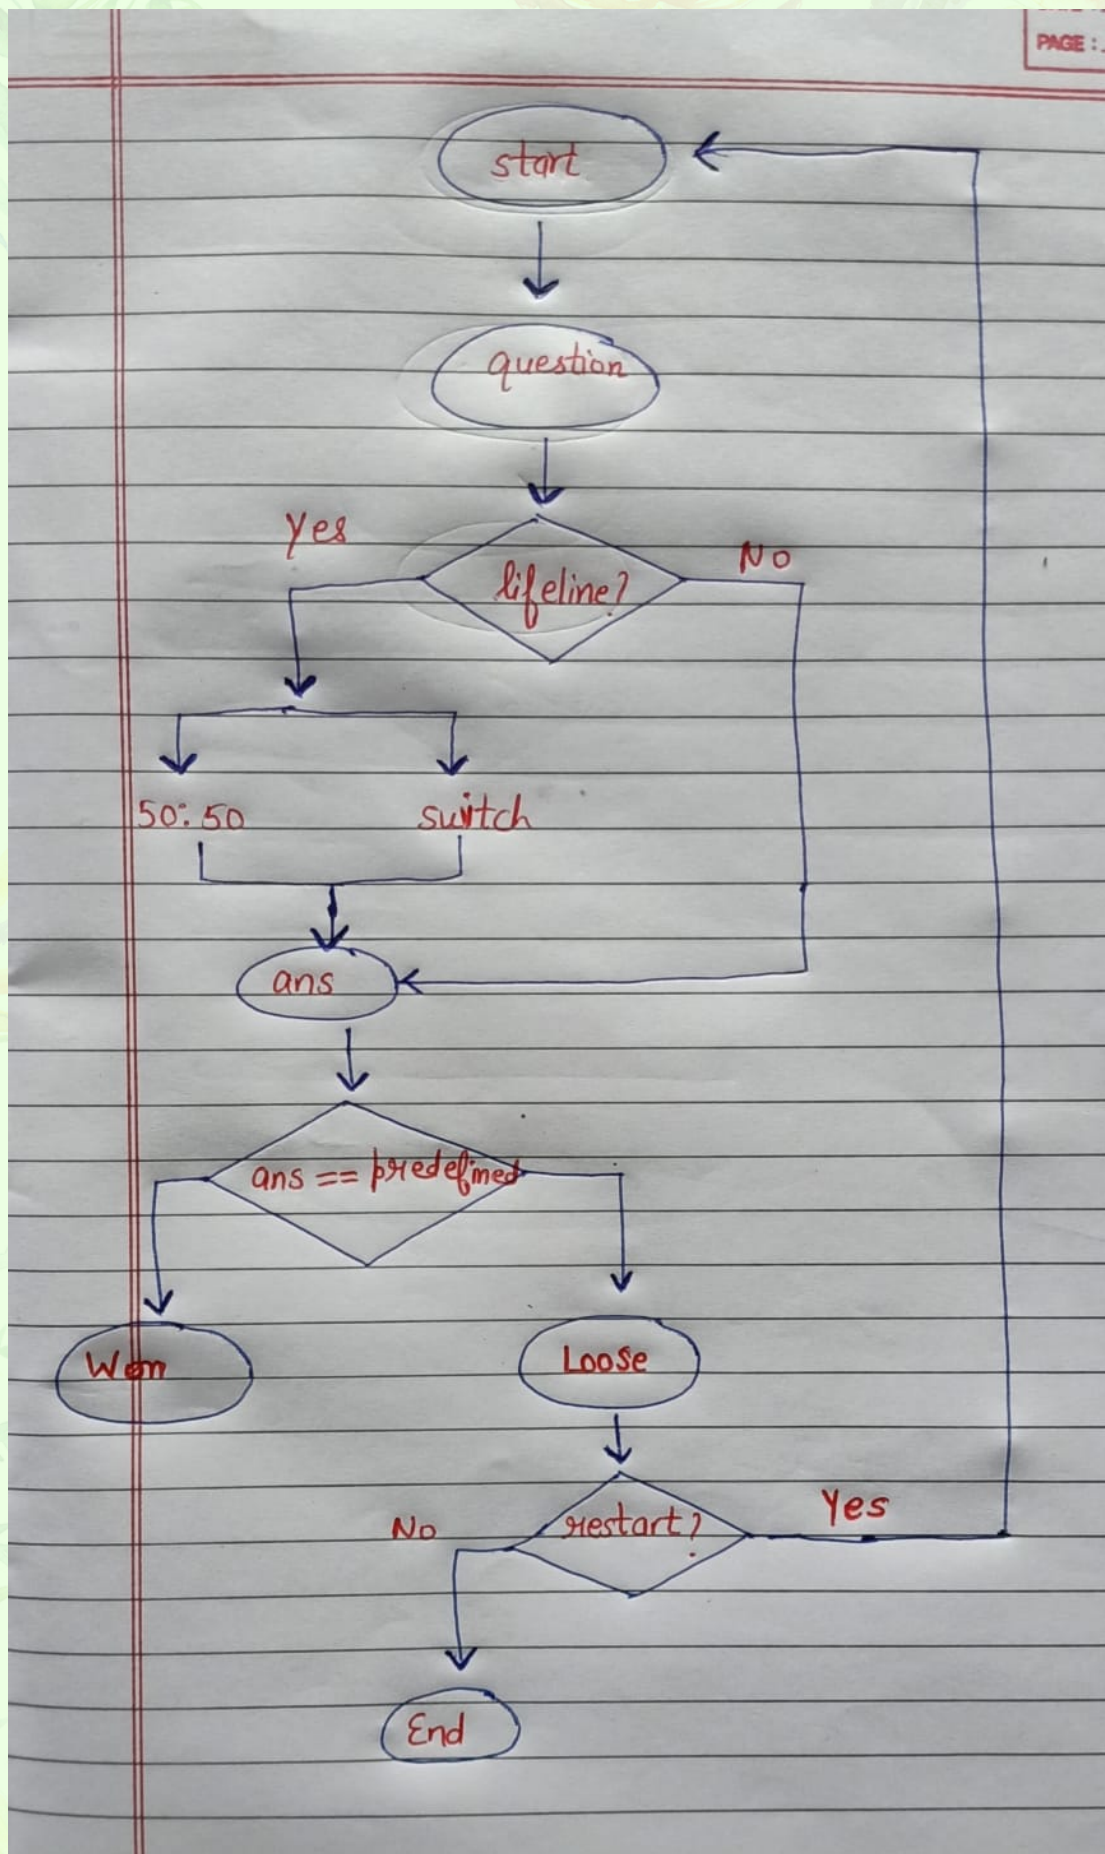 PAGE :
start
question
Yes
No
lifeline?
50:50
switch
ans
ans == predefined
Won
Loose
restart?
Yes
No
End